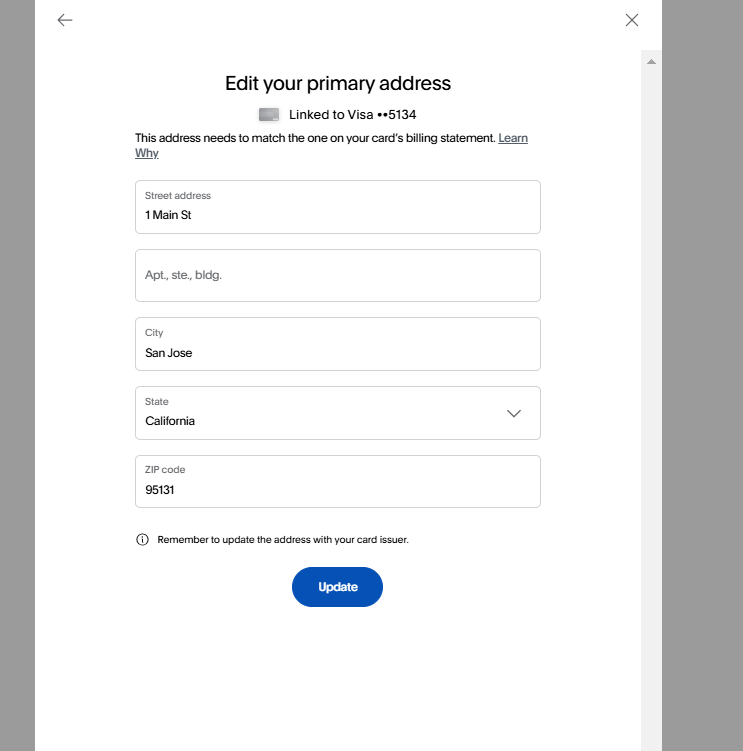 Edit your primary address
Linked to Visa ••5134
This address needs to match the one on your card's billing statement. Learn
Why
Street address
1 Main St
Apt., ste., bldg.
City
San Jose
State
California
ZIP code
95131
Remember to update the address with your card issuer.
Update